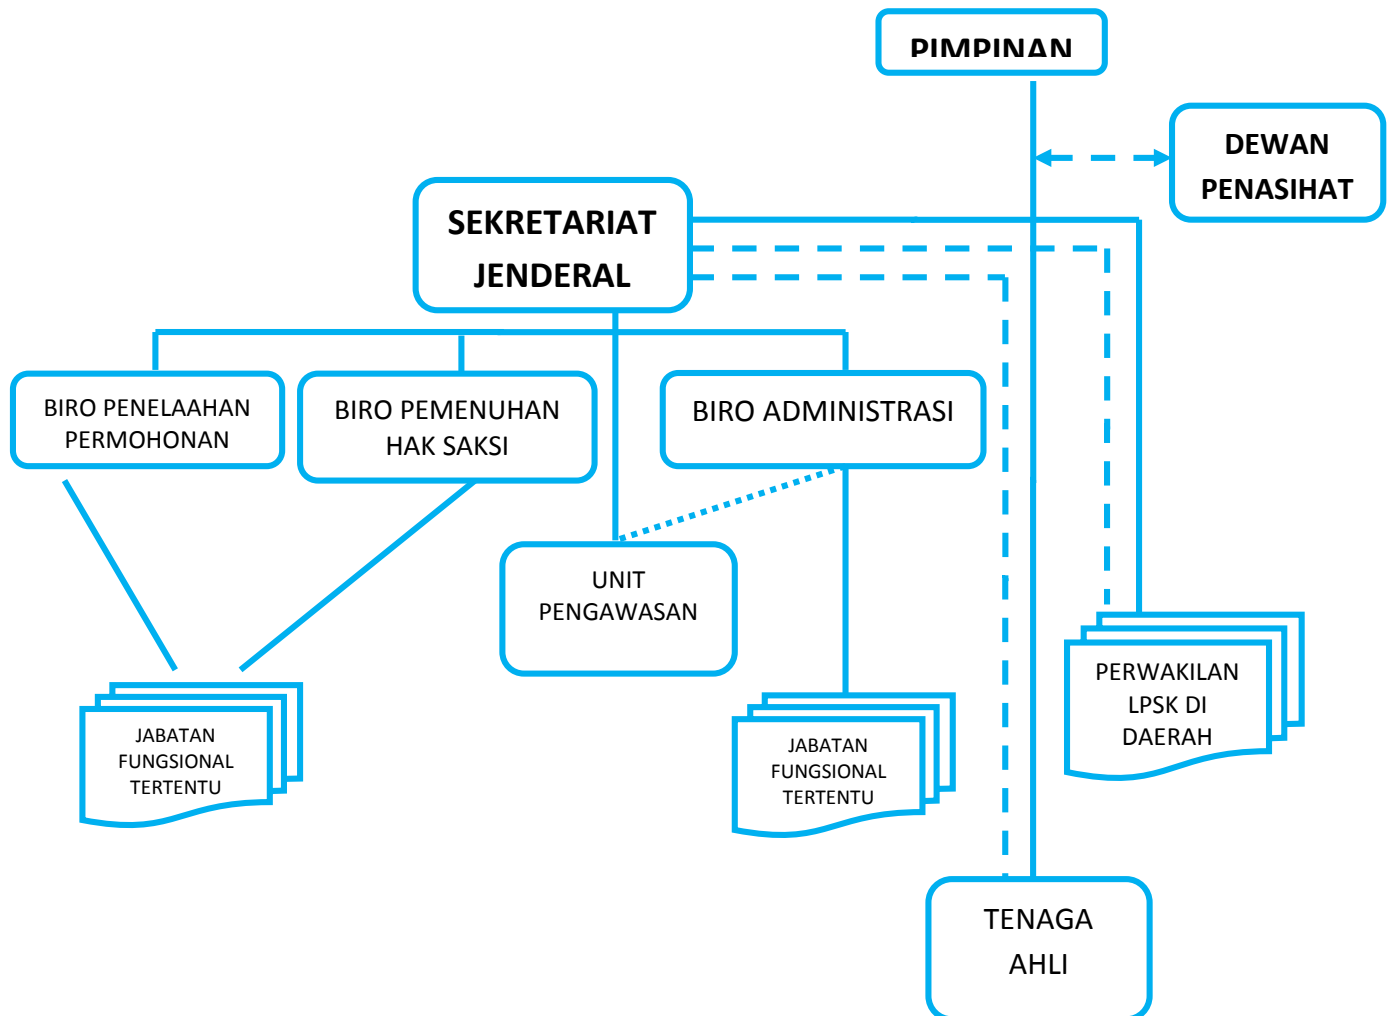 PIMPINAN
DEWAN
PENASIHAT
SEKRETARIAT
JENDERAL
BIRO PENELAAHAN
PERMOHONAN
BIRO PEMENUHAN
HAK SAKSI
BIRO ADMINISTRASI
UNIT
PENGAWASAN
PERWAKILAN
LPSK DI
DAERAH
JABATAN
FUNGSIONAL
TERTENTU
JABATAN
FUNGSIONAL
TERTENTU
TENAGA
AHLI